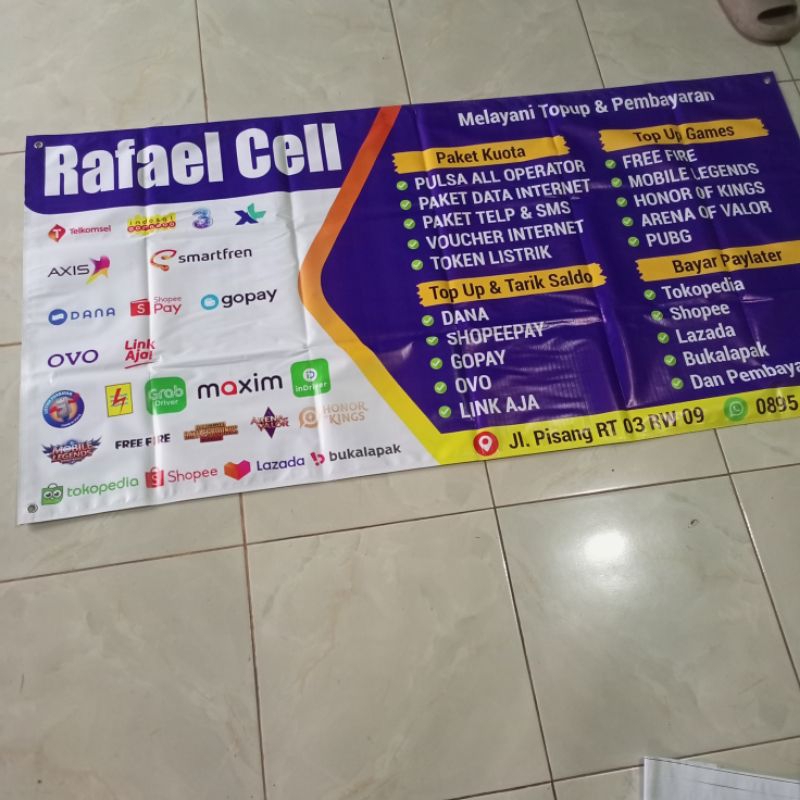 Rafael Cell
Telkomsel
indosat
ooredoo
3
XL
AXIS
smartfren
DANA
Shopee
Pay
gopay
OVO
Link
Aja!
Grab
Driver
maxim
inDriver
MOBILE
LEGENDS
FREE FIRE
ARENA OF
VALOR
HONOR
OF KINGS
tokopedia
Shopee
Lazada
bukalapak
Melayani Topup & Pembayaran
Paket Kuota
PULSA ALL OPERATOR
PAKET DATA INTERNET
PAKET TELP & SMS
VOUCHER INTERNET
TOKEN LISTRIK
Top Up & Tarik Saldo
DANA
SHOPEEPAY
GOPAY
OVO
LINK AJA
Top Up Games
FREE FIRE
MOBILE LEGENDS
HONOR OF KINGS
ARENA OF VALOR
PUBG
Bayar Paylater
Tokopedia
Shopee
Lazada
Bukalapak
Dan Pembaya
Jl. Pisang RT 03 RW 09
0895